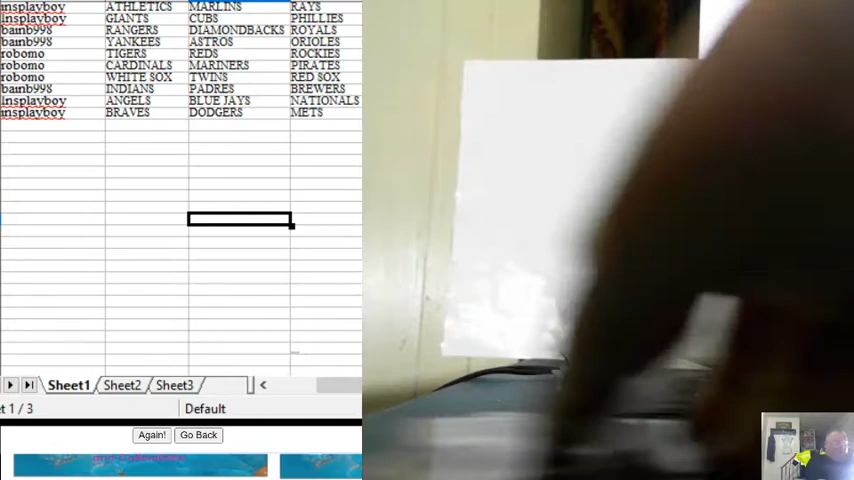 insplayboy ATHLETICS MARLINS RAYS
insplayboy GIANTS CUBS PHILLIES
bainb998 RANGERS DIAMONDBACKS ROYALS
bainb998 YANKEES ASTROS ORIOLES
robomo TIGERS REDS ROCKIES
robomo CARDINALS MARINERS PIRATES
robomo WHITE SOX TWINS RED SOX
bainb998 INDIANS PADRES BREWERS
insplayboy ANGELS BLUE JAYS NATIONALS
insplayboy BRAVES DODGERS METS
Sheet1 Sheet2 Sheet3
et 1 / 3 Default
Again! Go Back